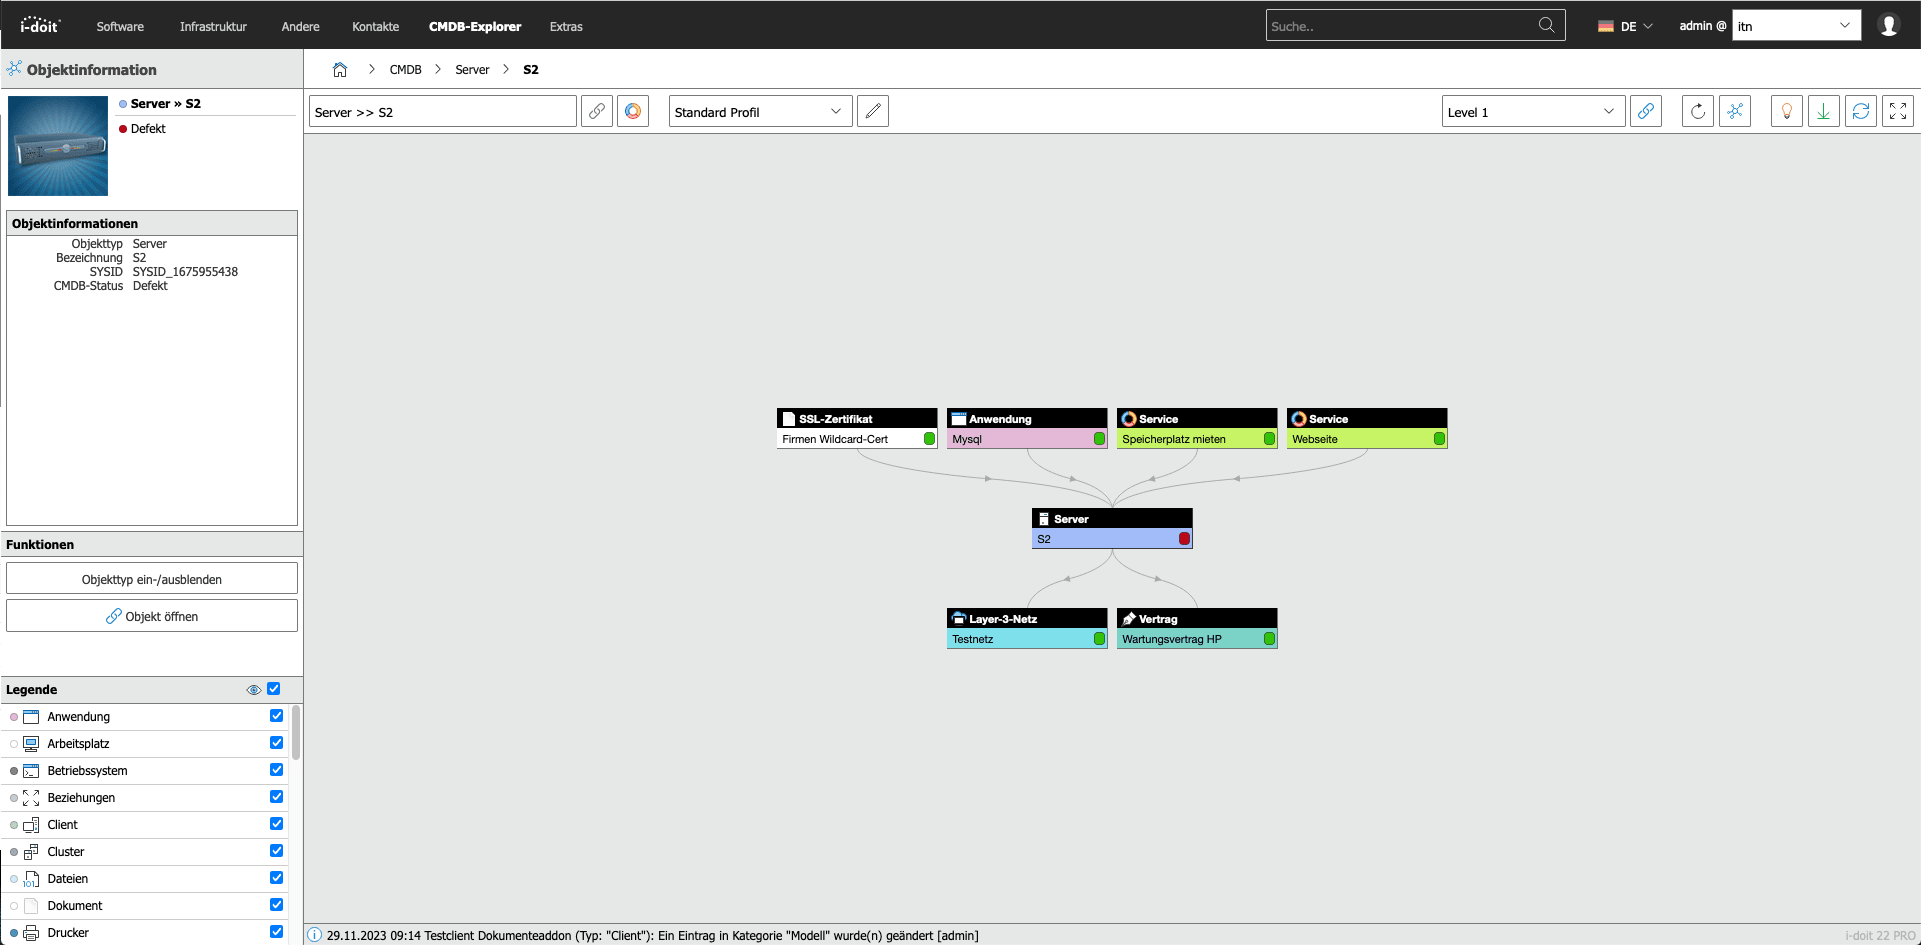 i-doit
Software
Infrastruktur
Andere
Kontakte
CMDB-Explorer
Extras
Suche..
DE
admin @
itn
Objektinformation
CMDB
Server
S2
Server » S2
Defekt
Server >> S2
Standard Profil
Level 1
Objektinformationen
Objekttyp Server
Bezeichnung S2
SYSID SYSID_1675955438
CMDB-Status Defekt
SSL-Zertifikat
Firmen Wildcard-Cert
Anwendung
Mysql
Service
Speicherplatz mieten
Service
Webseite
Server
S2
Layer-3-Netz
Testnetz
Vertrag
Wartungsvertrag HP
Funktionen
Objekttyp ein-/ausblenden
Objekt öffnen
Legende
Anwendung
Arbeitsplatz
Betriebssystem
Beziehungen
Client
Cluster
101
Dateien
Dokument
Drucker
29.11.2023 09:14 Testclient Dokumenteaddon (Typ: "Client"): Ein Eintrag in Kategorie "Modell" wurde(n) geändert [admin]
i-doit 22 PRO